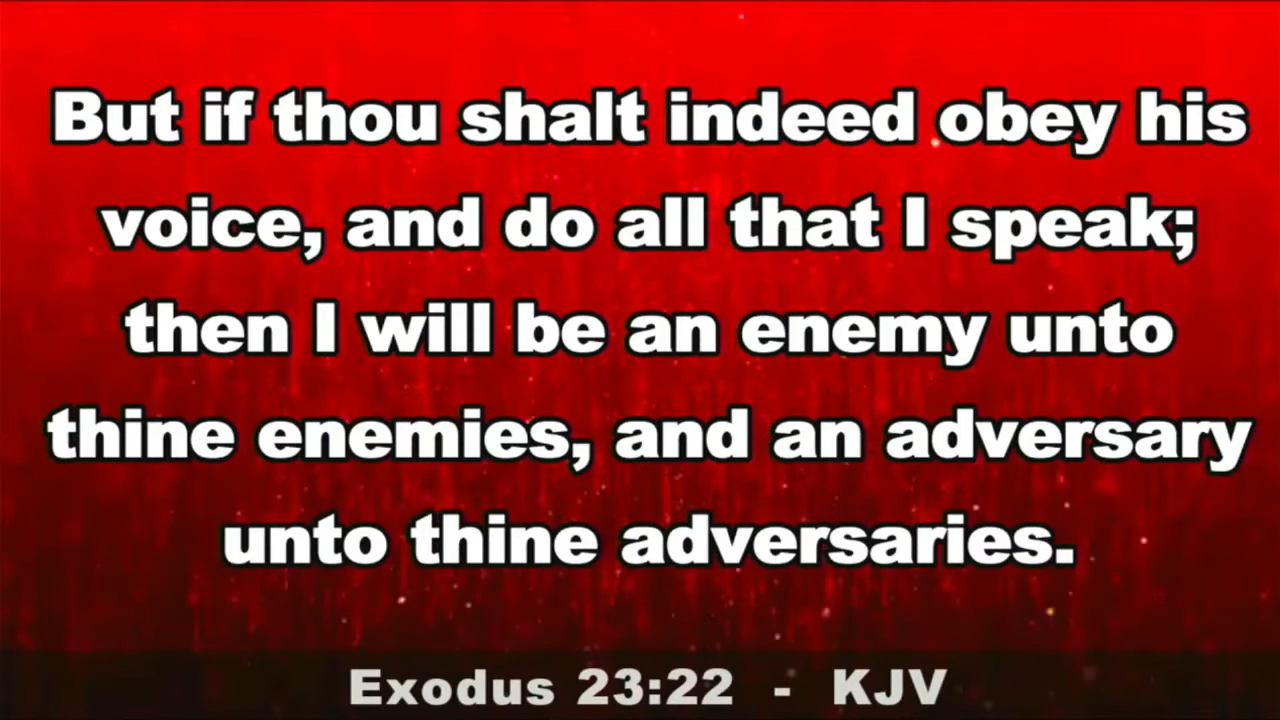 But if thou shalt indeed obey his
voice, and do all that I speak;
then I will be an enemy unto
thine enemies, and an adversary
unto thine adversaries.
Exodus 23:22 - KJV